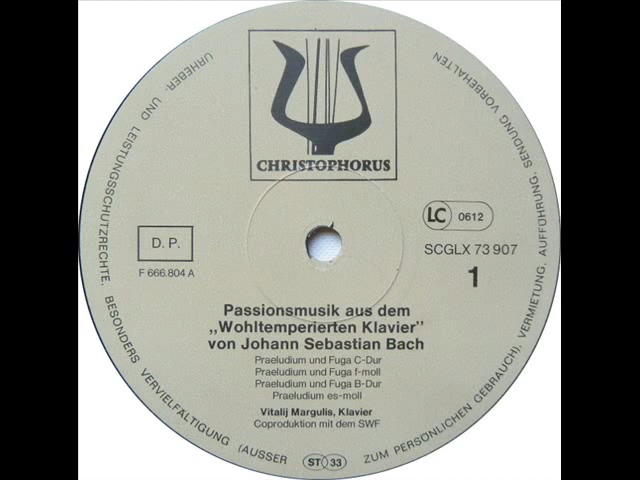 CHRISTOPHORUS
URHEBER- UND LEISTUNGSSCHUTZRECHTE, BESONDERS VERVIELFÄLTIGUNG (AUSSER ZUM PERSÖNLICHEN GEBRAUCH), VERMIETUNG, AUFFÜHRUNG, SENDUNG VORBEHALTEN
LC 0612
D. P.
SCGLX 73 907
F 666.804 A
1
Passionsmusik aus dem
„Wohltemperierten Klavier"
von Johann Sebastian Bach
Praeludium und Fuga C-Dur
Praeludium und Fuga f-moll
Praeludium und Fuga B-Dur
Praeludium es-moll
Vitalij Margulis, Klavier
Coproduktion mit dem SWF
ST 33